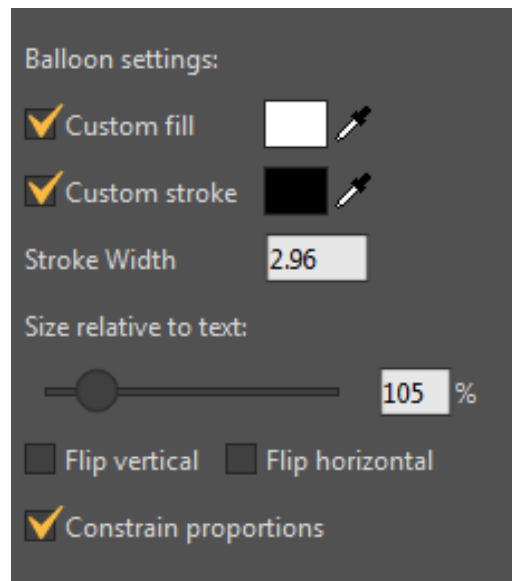 Balloon settings:
Custom fill
Custom stroke
Stroke Width 2.96
Size relative to text:
105 %
Flip vertical Flip horizontal
Constrain proportions